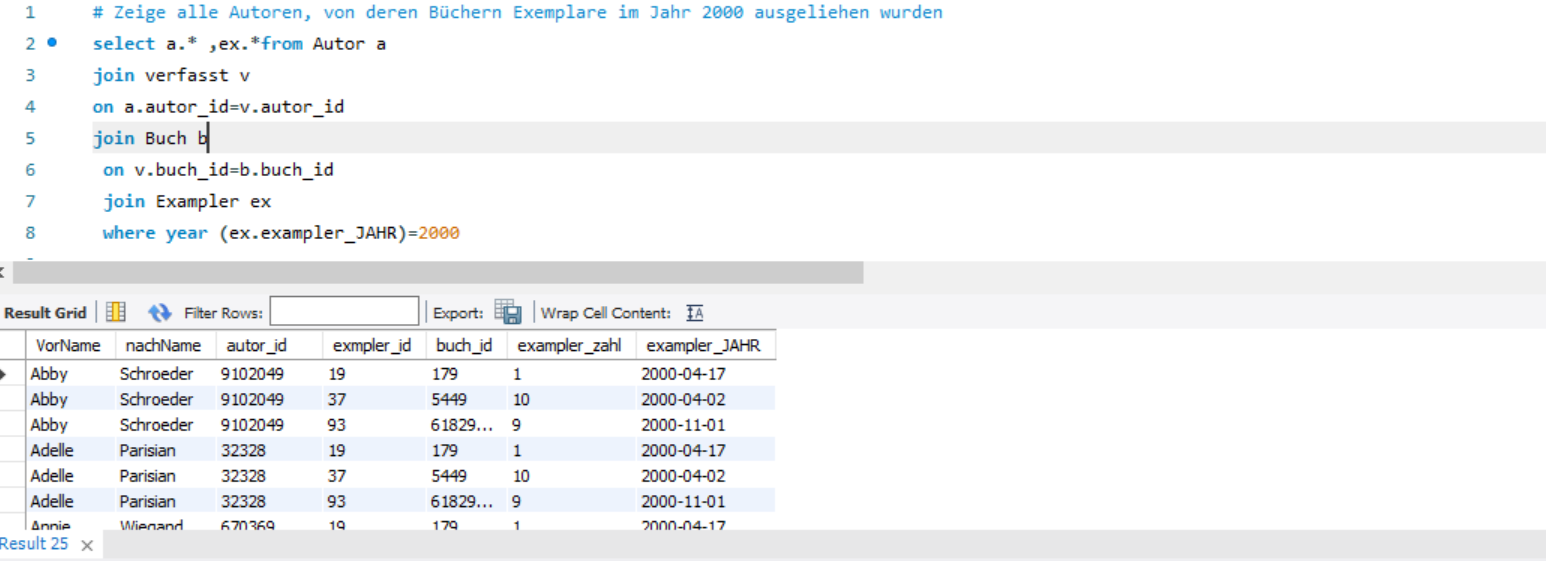 1 # Zeige alle Autoren, von deren Büchern Exemplare im Jahr 2000 ausgeliehen wurden
2 select a.* ,ex.*from Autor a
3 join verfasst v
4 on a.autor_id=v.autor_id
5 join Buch b
6 on v.buch_id=b.buch_id
7 join Exampler ex
8 where year (ex.exampler_JAHR)=2000
Result Grid Filter Rows: Export: Wrap Cell Content: IA
VorName nachName autor_id exmpler_id buch_id exampler_zahl exampler_JAHR
Abby Schroeder 9102049 19 179 1 2000-04-17
Abby Schroeder 9102049 37 5449 10 2000-04-02
Abby Schroeder 9102049 93 61829... 9 2000-11-01
Adelle Parisian 32328 19 179 1 2000-04-17
Adelle Parisian 32328 37 5449 10 2000-04-02
Adelle Parisian 32328 93 61829... 9 2000-11-01
Annie Wiegand 670369 19 179 1 2000-04-17
Result 25 ×